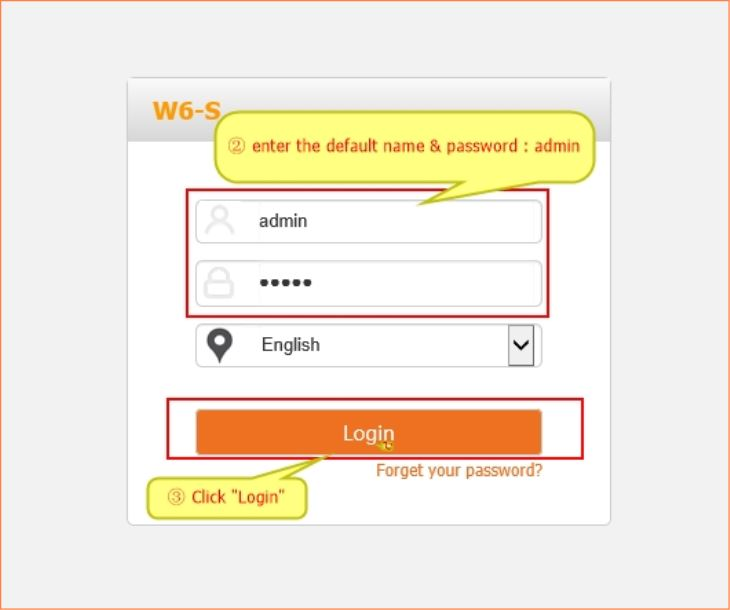 W6-S
② enter the default name & password : admin
admin
•••••
English
Login
Forget your password?
③ Click "Login"